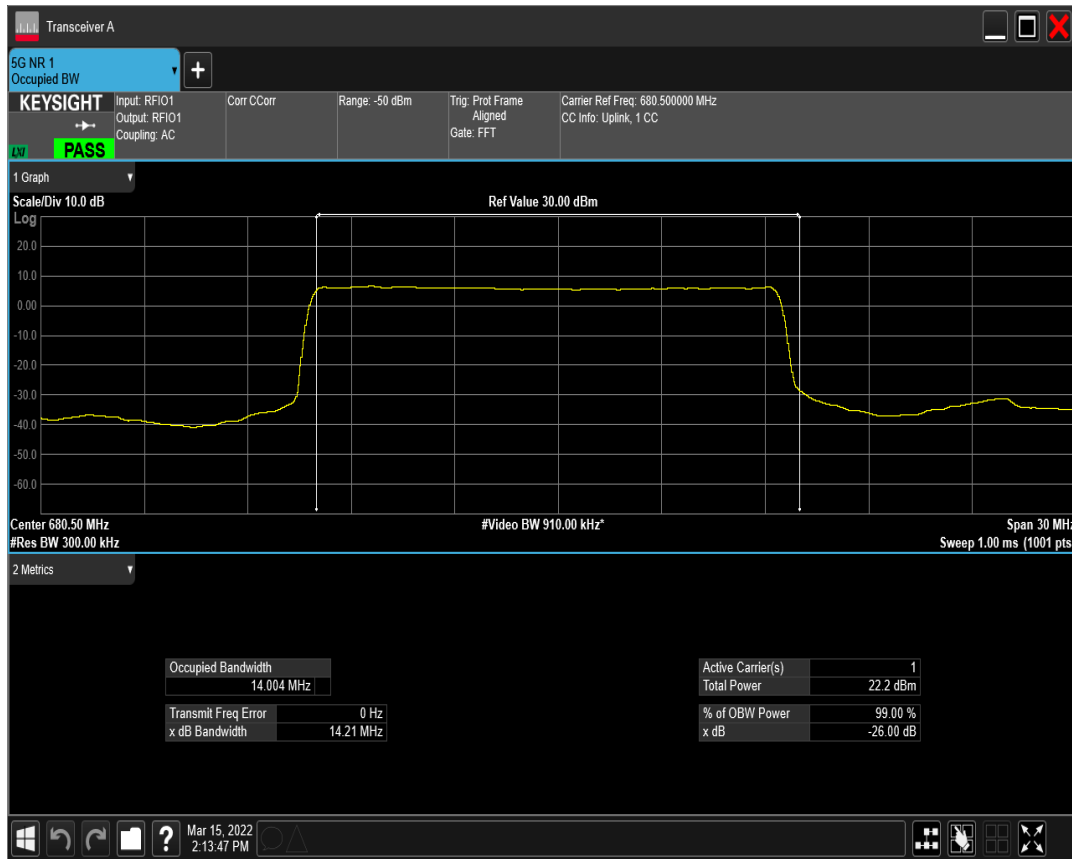 Transceiver A
5G NR 1
Occupied BW
+
KEYSIGHT
LXI
PASS
Input: RFIO1
Output: RFIO1
Coupling: AC
Corr CCorr
Range: -50 dBm
Trig: Prot Frame
Aligned
Gate: FFT
Carrier Ref Freq: 680.500000 MHz
CC Info: Uplink, 1 CC
1 Graph
Scale/Div 10.0 dB
Ref Value 30.00 dBm
Log
20.0
10.0
0.00
-10.0
-20.0
-30.0
-40.0
-50.0
-60.0
Center 680.50 MHz
#Video BW 910.00 kHz*
Span 30 MHz
#Res BW 300.00 kHz
Sweep 1.00 ms (1001 pts
2 Metrics
Occupied Bandwidth
14.004 MHz
Transmit Freq Error 0 Hz
x dB Bandwidth 14.21 MHz
Active Carrier(s) 1
Total Power 22.2 dBm
% of OBW Power 99.00 %
x dB -26.00 dB
?
Mar 15, 2022
2:13:47 PM